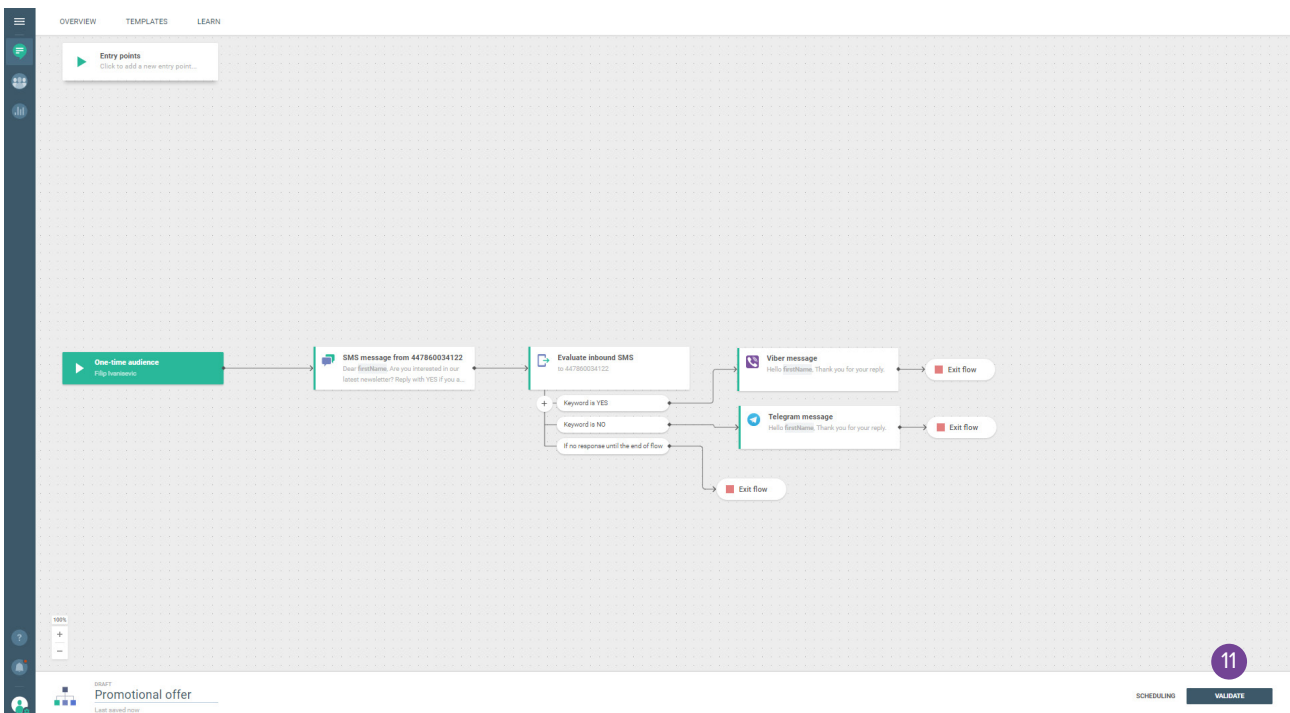 OVERVIEW TEMPLATES LEARN
Entry points
Click to add a new entry point...
One-time audience
Filip Ivanisevic
SMS message from 447860034122
Dear firstName, Are you interested in our
latest newsletter? Reply with YES if you a...
Evaluate inbound SMS
to 447860034122
Keyword is YES
Keyword is NO
If no response until the end of flow
Viber message
Hello firstName, Thank you for your reply.
Exit flow
Telegram message
Hello firstName, Thank you for your reply.
Exit flow
Exit flow
100%
+
−
?
11
DRAFT
Promotional offer
Last saved now
SCHEDULING VALIDATE